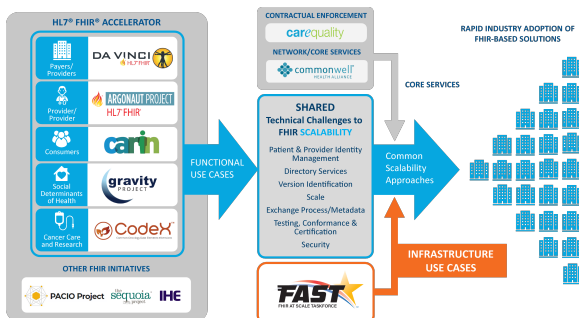 HL7® FHIR® ACCELERATOR
Payers/
Providers
DA VINCI
HL7 FHIR
Provider/
Provider
ARGONAUT PROJECT
HL7 FHIR
Consumers
carin
Social
Determinants
of Health
gravity
PROJECT
Cancer Care
and Research
CodeX
OTHER FHIR INITIATIVES
PACIO Project
the
sequoia
project
IHE
FUNCTIONAL
USE CASES
CONTRACTUAL ENFORCEMENT
carequality
NETWORK/CORE SERVICES
commonwell
HEALTH ALLIANCE
SHARED
Technical Challenges to
FHIR SCALABILITY
Patient & Provider Identity
Management
Directory Services
Version Identification
Scale
Exchange Process/Metadata
Testing, Conformance &
Certification
Security
FAST
FHIR AT SCALE TASKFORCE
CORE SERVICES
Common
Scalability
Approaches
INFRASTRUCTURE
USE CASES
RAPID INDUSTRY ADOPTION OF
FHIR-BASED SOLUTIONS